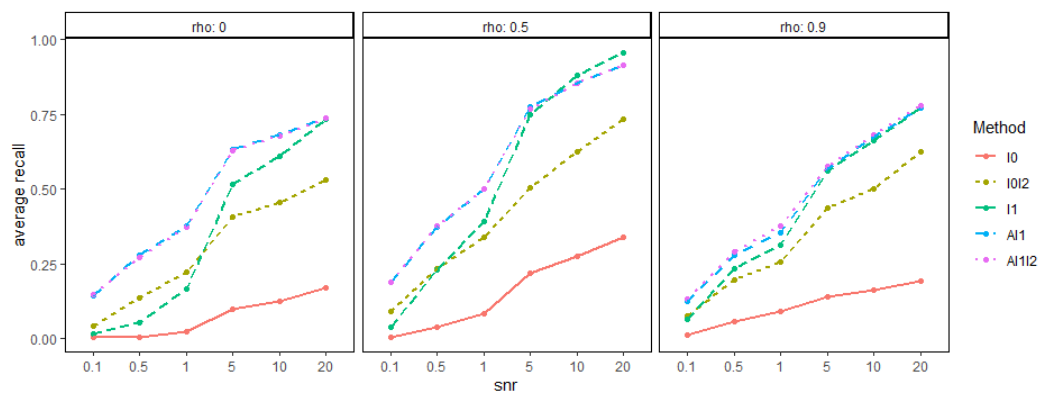 rho: 0
rho: 0.5
rho: 0.9
average recall
1.00
0.75
0.50
0.25
0.00
0.1 0.5 1 5 10 20
0.1 0.5 1 5 10 20
0.1 0.5 1 5 10 20
snr
Method
l0
l0l2
l1
Al1
Al1l2